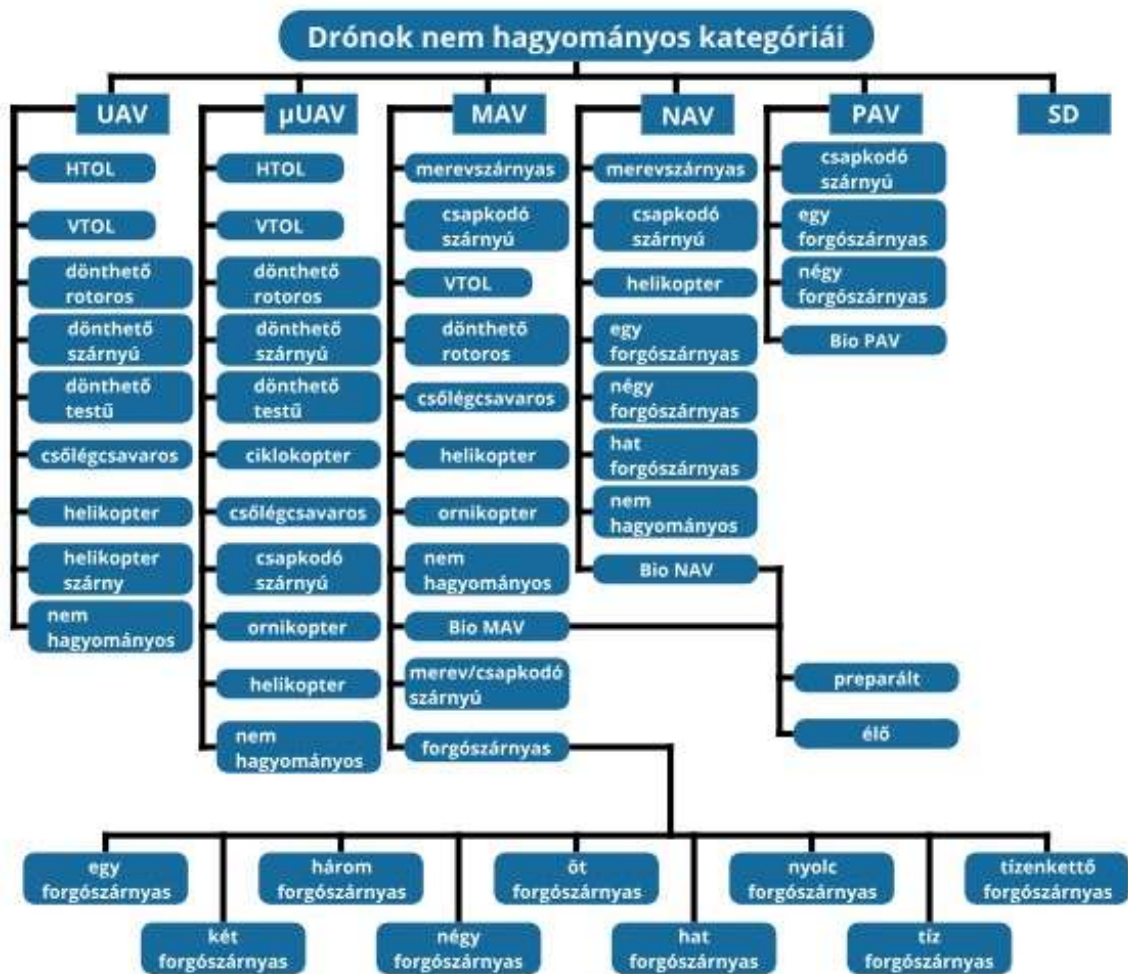 Drónok nem hagyományos kategóriái
UAV
HTOL
VTOL
dönthető
rotoros
dönthető
szárnyú
dönthető
testű
csőlégcsavaros
helikopter
helikopter
szárny
nem
hagyományos
µUAV
HTOL
VTOL
dönthető
rotoros
dönthető
szárnyú
dönthető
testű
ciklokopter
csőlégcsavaros
csapkodó
szárnyú
ornikopter
helikopter
nem
hagyományos
MAV
merevszárnyas
csapkodó
szárnyú
VTOL
dönthető
rotoros
csőlégcsavaros
helikopter
ornikopter
nem
hagyományos
Bio MAV
merev/csapkodó
szárnyú
forgószárnyas
NAV
merevszárnyas
csapkodó
szárnyú
helikopter
egy
forgószárnyas
négy
forgószárnyas
hat
forgószárnyas
nem
hagyományos
Bio NAV
PAV
csapkodó
szárnyú
egy
forgószárnyas
négy
forgószárnyas
Bio PAV
SD
preparált
élő
egy
forgószárnyas
két
forgószárnyas
három
forgószárnyas
négy
forgószárnyas
öt
forgószárnyas
hat
forgószárnyas
nyolc
forgószárnyas
tíz
forgószárnyas
tizenkettő
forgószárnyas